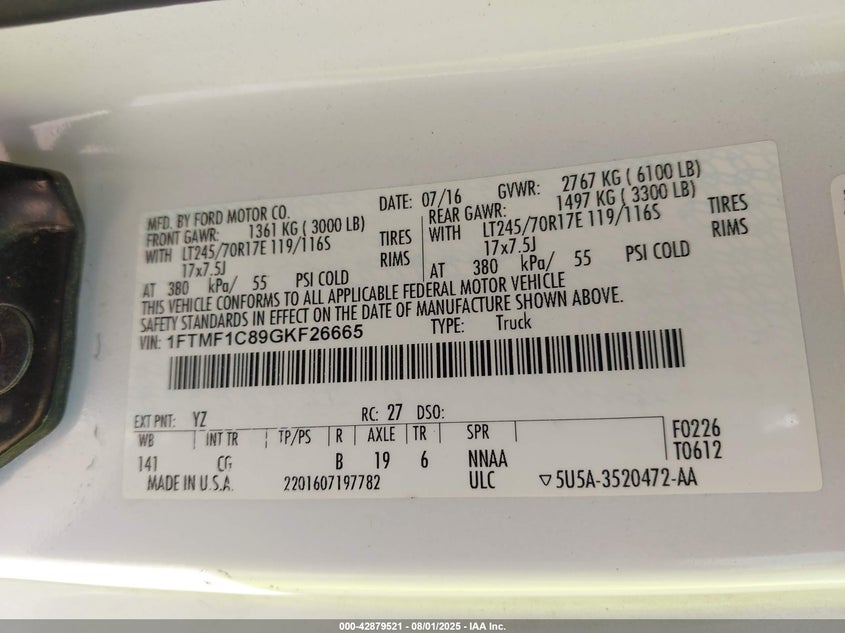 MFD. BY FORD MOTOR CO.
DATE: 07/16 GVWR: 2767 KG ( 6100 LB)
FRONT GAWR: 1361 KG ( 3000 LB) REAR GAWR: 1497 KG ( 3300 LB)
WITH LT245/70R17E 119/116S TIRES WITH LT245/70R17E 119/116S TIRES
17x7.5J RIMS 17x7.5J RIMS
AT 380 kPa/ 55 PSI COLD AT 380 kPa/ 55 PSI COLD
THIS VEHICLE CONFORMS TO ALL APPLICABLE FEDERAL MOTOR VEHICLE
SAFETY STANDARDS IN EFFECT ON THE DATE OF MANUFACTURE SHOWN ABOVE.
VIN: 1FTMF1C89GKF26665 TYPE: Truck
EXT PNT: YZ RC: 27 DSO:
WB INT TR TP/PS R AXLE TR SPR F0226
141 CG B 19 6 NNAA T0612
MADE IN U.S.A. 2201607197782 ULC ▽5U5A-3520472-AA
000-42879521 - 08/01/2025 - IAA Inc.